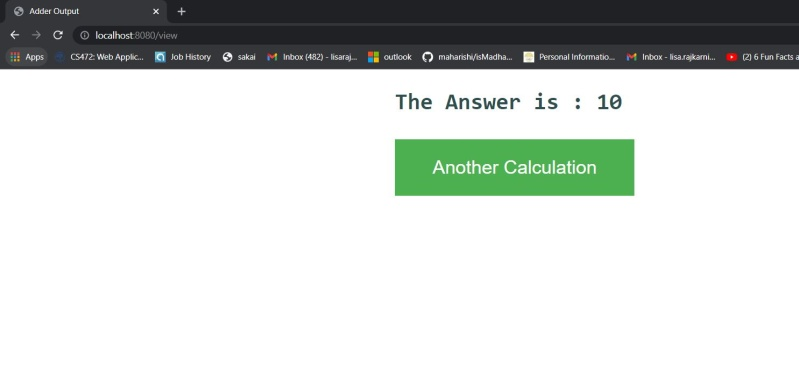 Adder Output
localhost:8080/view
Apps CS472: Web Applic... Job History sakai Inbox (482) - lisaraj... outlook maharishi/isMadha... Personal Informatio... Inbox - lisa.rajkarni... (2) 6 Fun Facts a
The Answer is : 10
Another Calculation